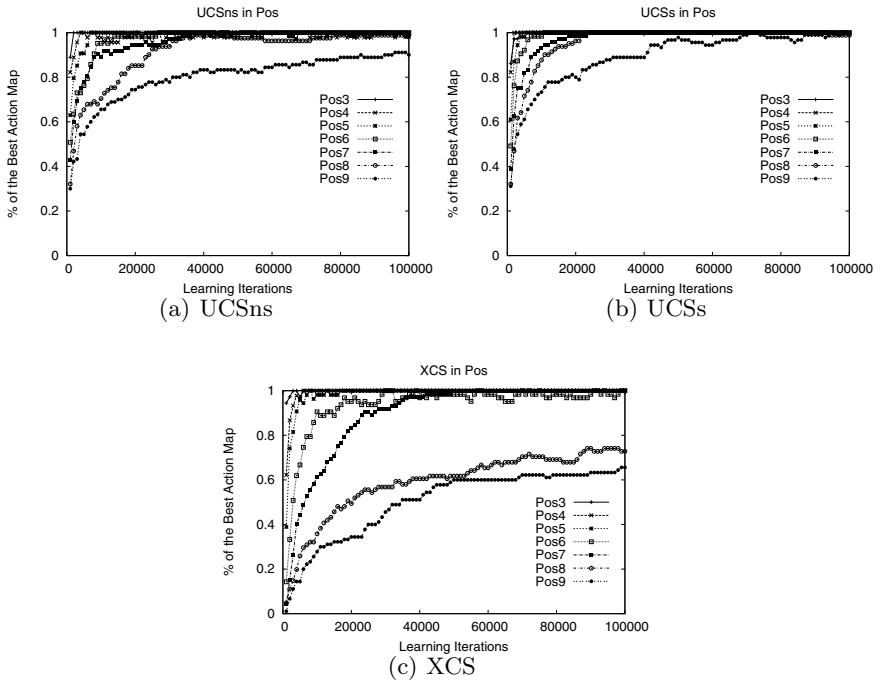 UCSns in Pos
% of the Best Action Map
1
0.8
0.6
0.4
0.2
0
Pos3
Pos4
Pos5
Pos6
Pos7
Pos8
Pos9
0 20000 40000 60000 80000 100000
Learning Iterations
(a) UCSns
UCSs in Pos
% of the Best Action Map
1
0.8
0.6
0.4
0.2
0
Pos3
Pos4
Pos5
Pos6
Pos7
Pos8
Pos9
0 20000 40000 60000 80000 100000
Learning Iterations
(b) UCSs
XCS in Pos
% of the Best Action Map
1
0.8
0.6
0.4
0.2
0
Pos3
Pos4
Pos5
Pos6
Pos7
Pos8
Pos9
0 20000 40000 60000 80000 100000
Learning Iterations
(c) XCS